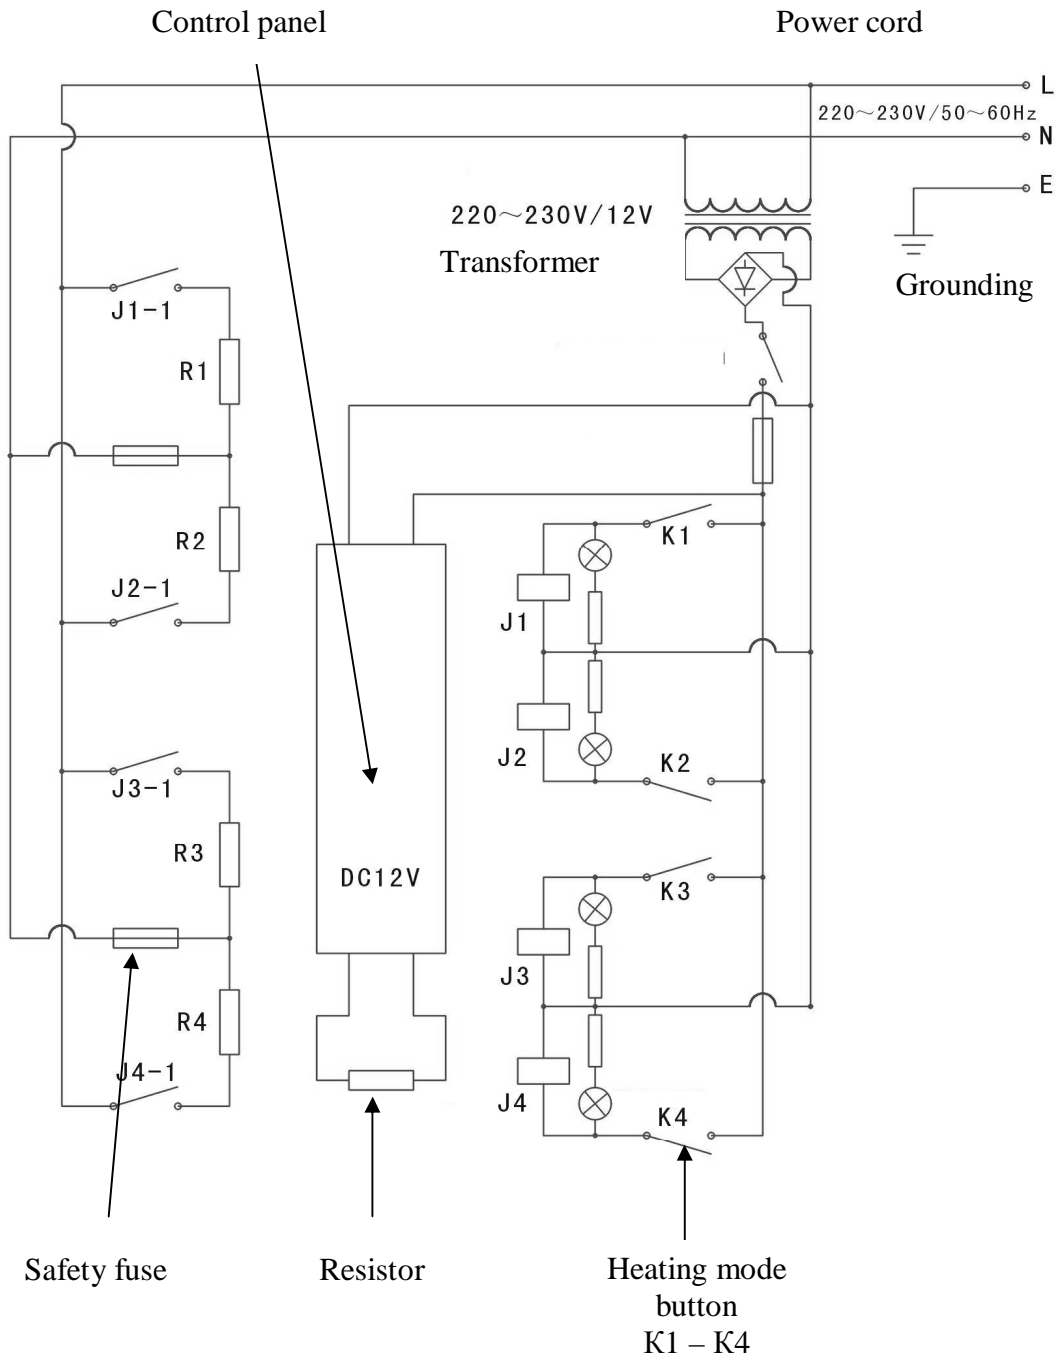 Control panel
Power cord
L
220～230V/50～60Hz
N
E
220～230V/12V
Transformer
Grounding
J1-1
R1
R2
J2-1
K1
J1
J2
K2
J3-1
R3
DC12V
K3
J3
R4
J4-1
J4
K4
Safety fuse
Resistor
Heating mode
button
К1 – К4